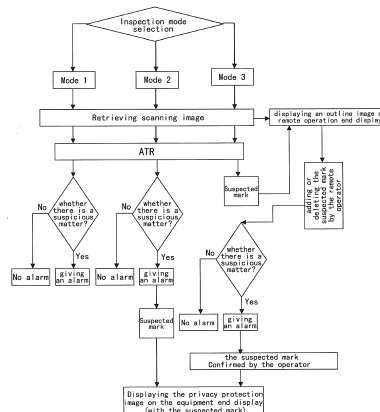 Inspection mode
selection
Mode 1
Mode 2
Mode 3
Retrieving scanning image
displaying an outline image o
remote operation end display
ATR
Suspected
mark
adding or
deleting the
suspected mark
by the remote
operator
No
whether
there is a
suspicious
matter?
Yes
No alarm
giving
an alarm
No
whether
there is a
suspicious
matter?
Yes
No alarm
giving
an alarm
Suspected
mark
No
whether
there is a
suspicious
matter?
Yes
No alarm
giving
an alarm
the suspected mark
Confirmed by the operator
Displaying the privacy protection
image on the equipment end display
(with the suspected mark)